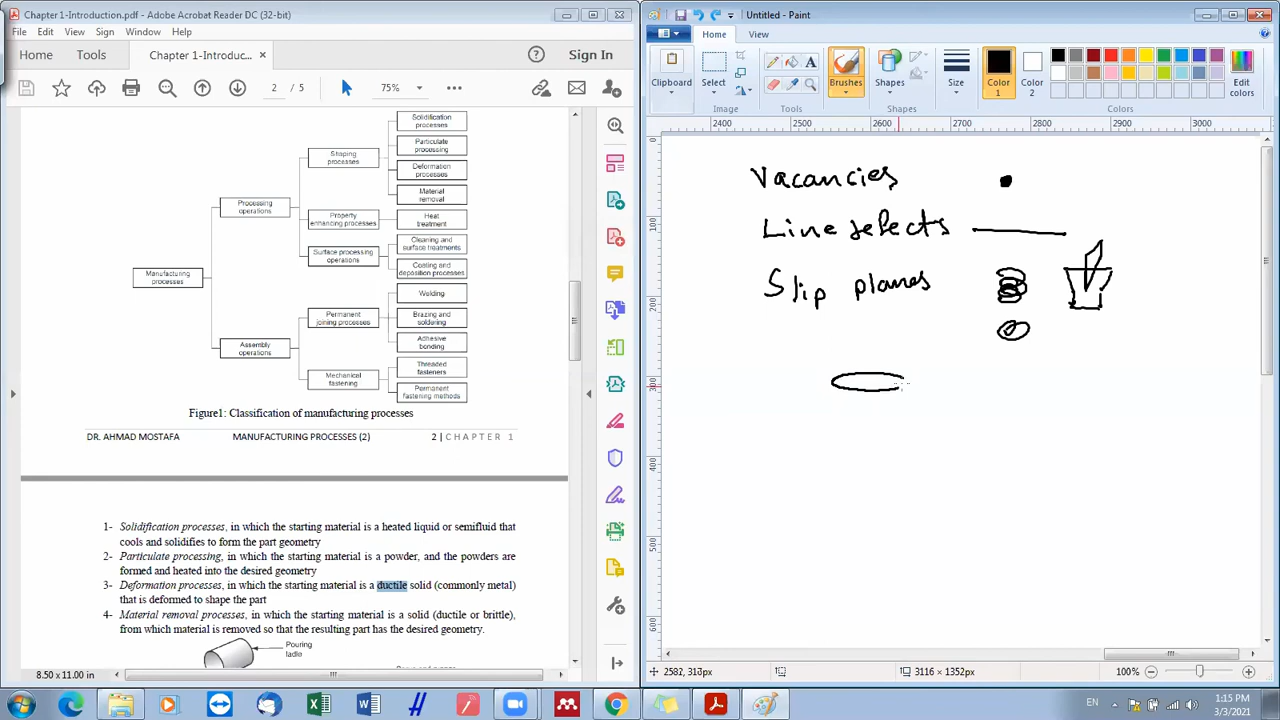 Chapter 1-Introduction.pdf - Adobe Acrobat Reader DC (32-bit)
File Edit View Sign Window Help
Home Tools Chapter 1-Introduc... Sign In
2 / 75%
Solidification processes
Particulate processing
Shaping processes
Deformation processes
Material removal
Processing operations
Property enhancing processes
Heat treatment
Surface processing operations
Cleaning and surface treatments
Coating and deposition processes
Manufacturing processes
Welding
Permanent joining processes
Brazing and soldering
Assembly operations
Adhesive bonding
Mechanical fastening
Threaded fasteners
Permanent fastening methods
Figure1: Classification of manufacturing processes
DR. AHMAD MOSTAFA MANUFACTURING PROCESSES (2) 2 | CHAPTER 1
1- Solidification processes, in which the starting material is a heated liquid or semifluid that
cools and solidifies to form the part geometry
2- Particulate processing, in which the starting material is a powder, and the powders are
formed and heated into the desired geometry
3- Deformation processes, in which the starting material is a ductile solid (commonly metal)
that is deformed to shape the part
4- Material removal processes, in which the starting material is a solid (ductile or brittle),
from which material is removed so that the resulting part has the desired geometry.
Pouring
ladle
8.50 x 11.00 in
Untitled - Paint
Home View
Clipboard Select Brushes Shapes Size Color 1 Color 2 Edit colors
Image Tools Shapes Colors
2400 2500 2600 2700 2800 2900 3000
0
100
200
300
400
500
600
Vacancies
Line
Slip planes
3116 × 1352px 100%
EN 1:15 PM
3/3/2021